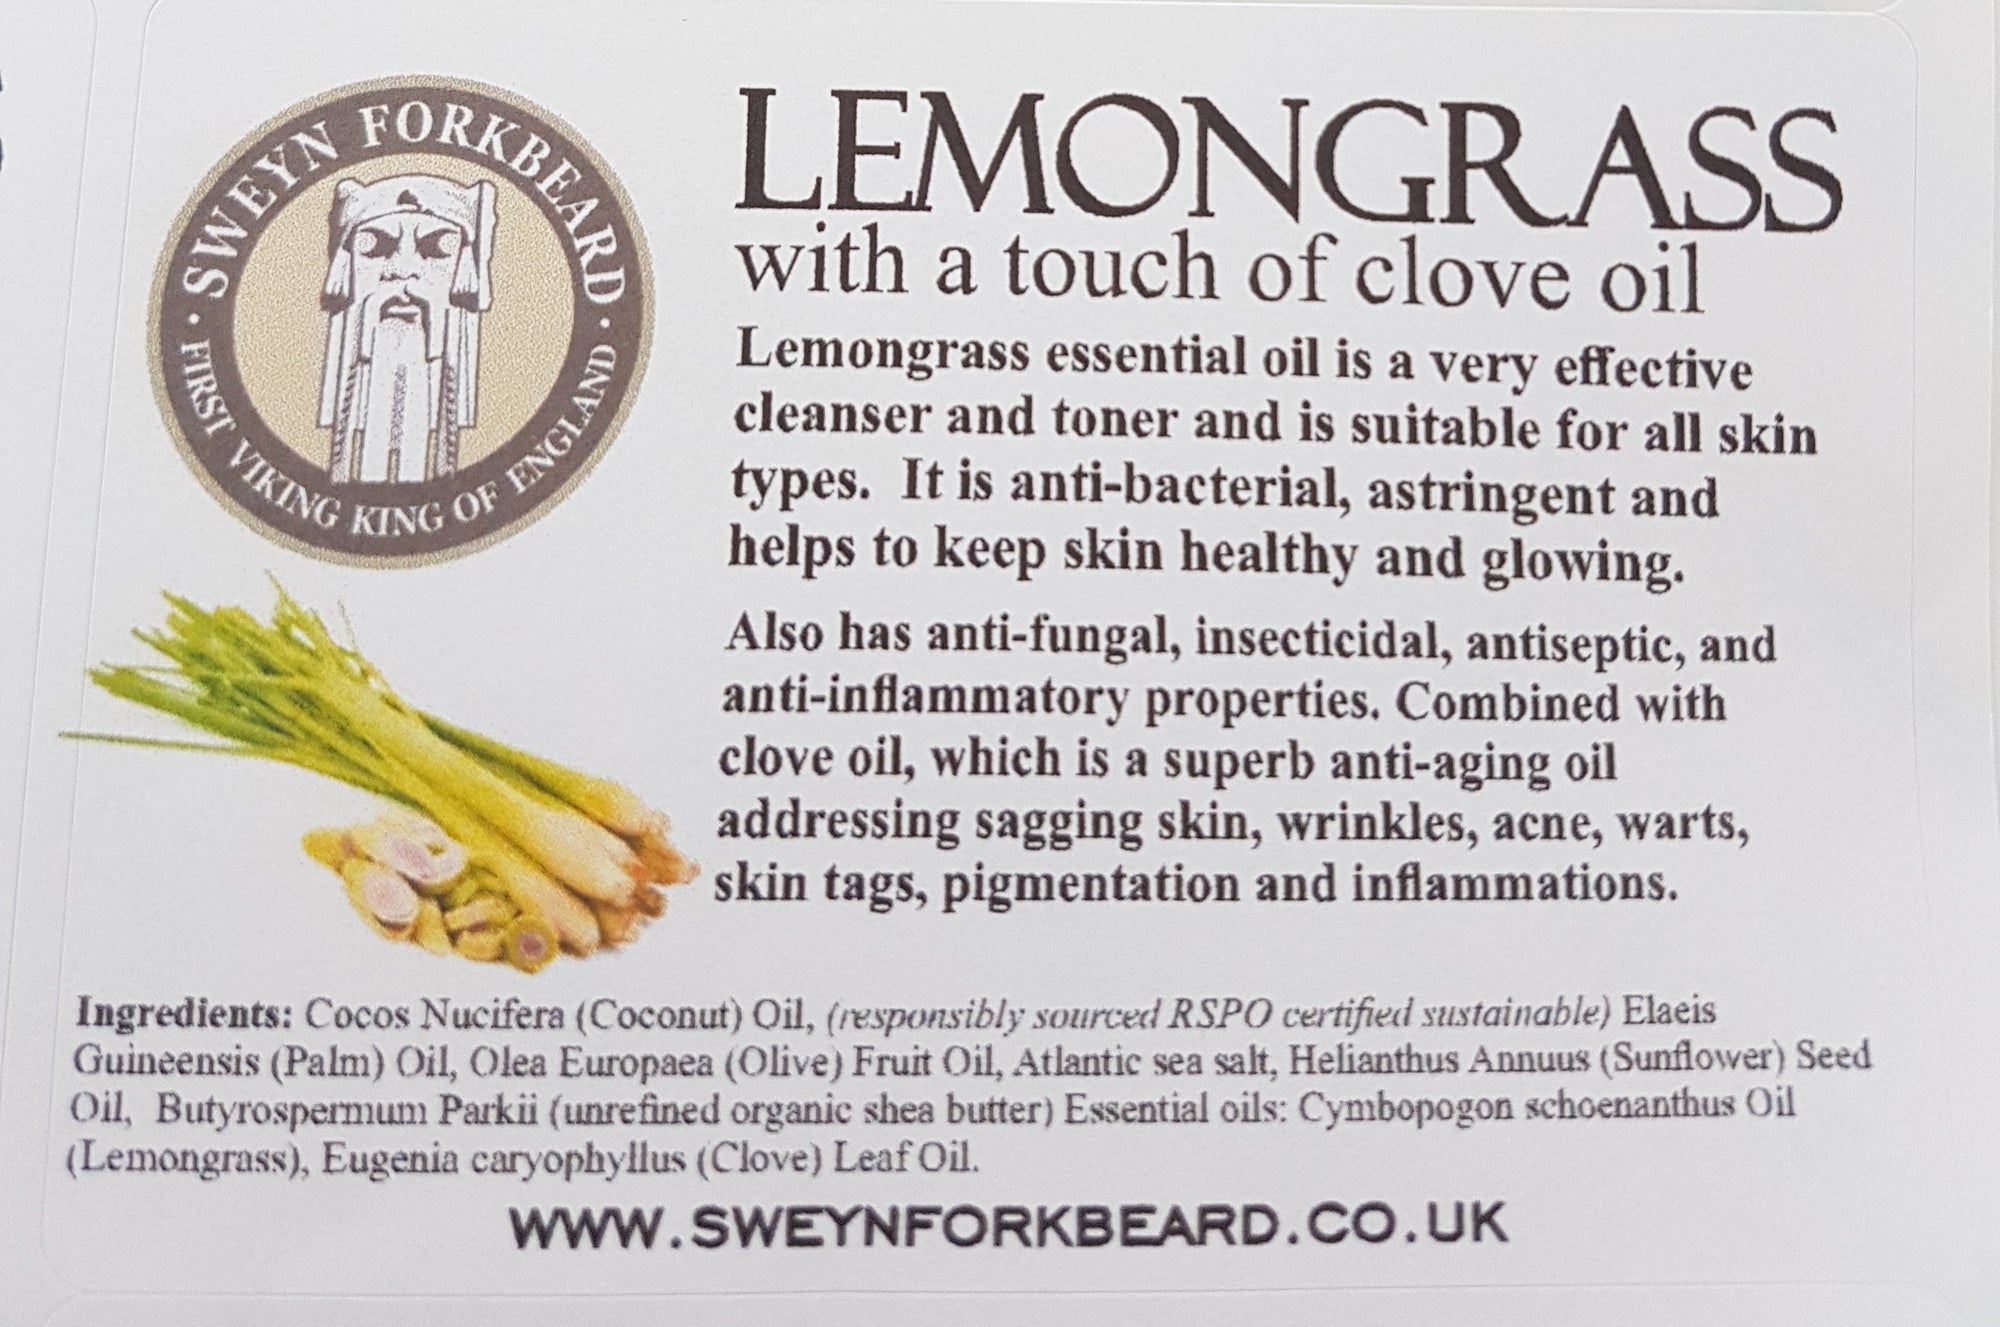 SWEYN FORKBEARD
· FIRST VIKING KING OF ENGLAND ·
LEMONGRASS
with a touch of clove oil
Lemongrass essential oil is a very effective
cleanser and toner and is suitable for all skin
types.  It is anti-bacterial, astringent and
helps to keep skin healthy and glowing.
Also has anti-fungal, insecticidal, antiseptic, and
anti-inflammatory properties. Combined with
clove oil, which is a superb anti-aging oil
addressing sagging skin, wrinkles, acne, warts,
skin tags, pigmentation and inflammations.
Ingredients: Cocos Nucifera (Coconut) Oil, (responsibly sourced RSPO certified sustainable) Elaeis
Guineensis (Palm) Oil, Olea Europaea (Olive) Fruit Oil, Atlantic sea salt, Helianthus Annuus (Sunflower) Seed
Oil,  Butyrospermum Parkii (unrefined organic shea butter) Essential oils: Cymbopogon schoenanthus Oil
(Lemongrass), Eugenia caryophyllus (Clove) Leaf Oil.
WWW.SWEYNFORKBEARD.CO.UK